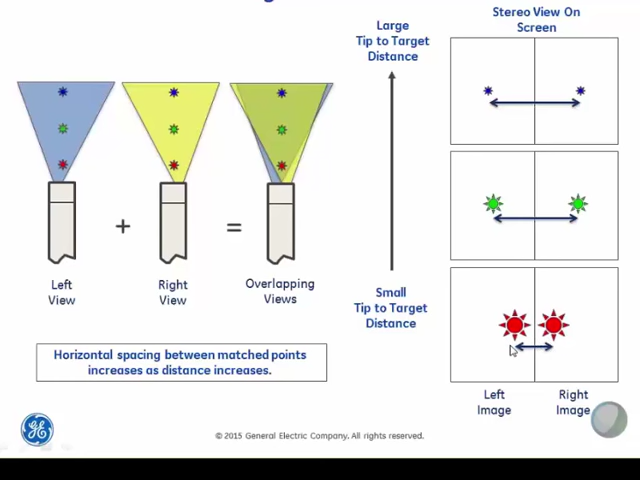 Large
Tip to Target
Distance
Stereo View On
Screen
+
=
Left
View
Right
View
Overlapping
Views
Small
Tip to Target
Distance
Horizontal spacing between matched points
increases as distance increases.
Left
Image
Right
Image
GE
© 2015 General Electric Company. All rights reserved.